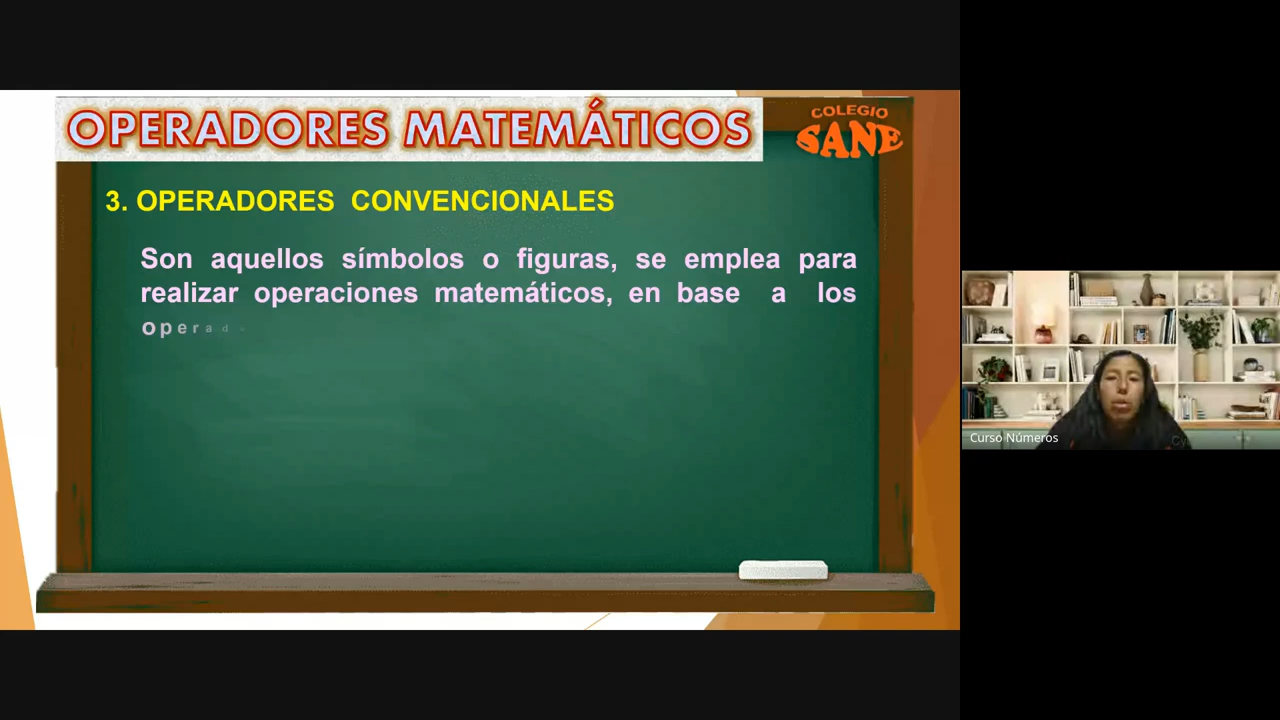 OPERADORES MATEMÁTICOS
COLEGIO
SANE
3. OPERADORES CONVENCIONALES
Son aquellos símbolos o figuras, se emplea para
realizar operaciones matemáticos, en base a los
operad
Curso Números